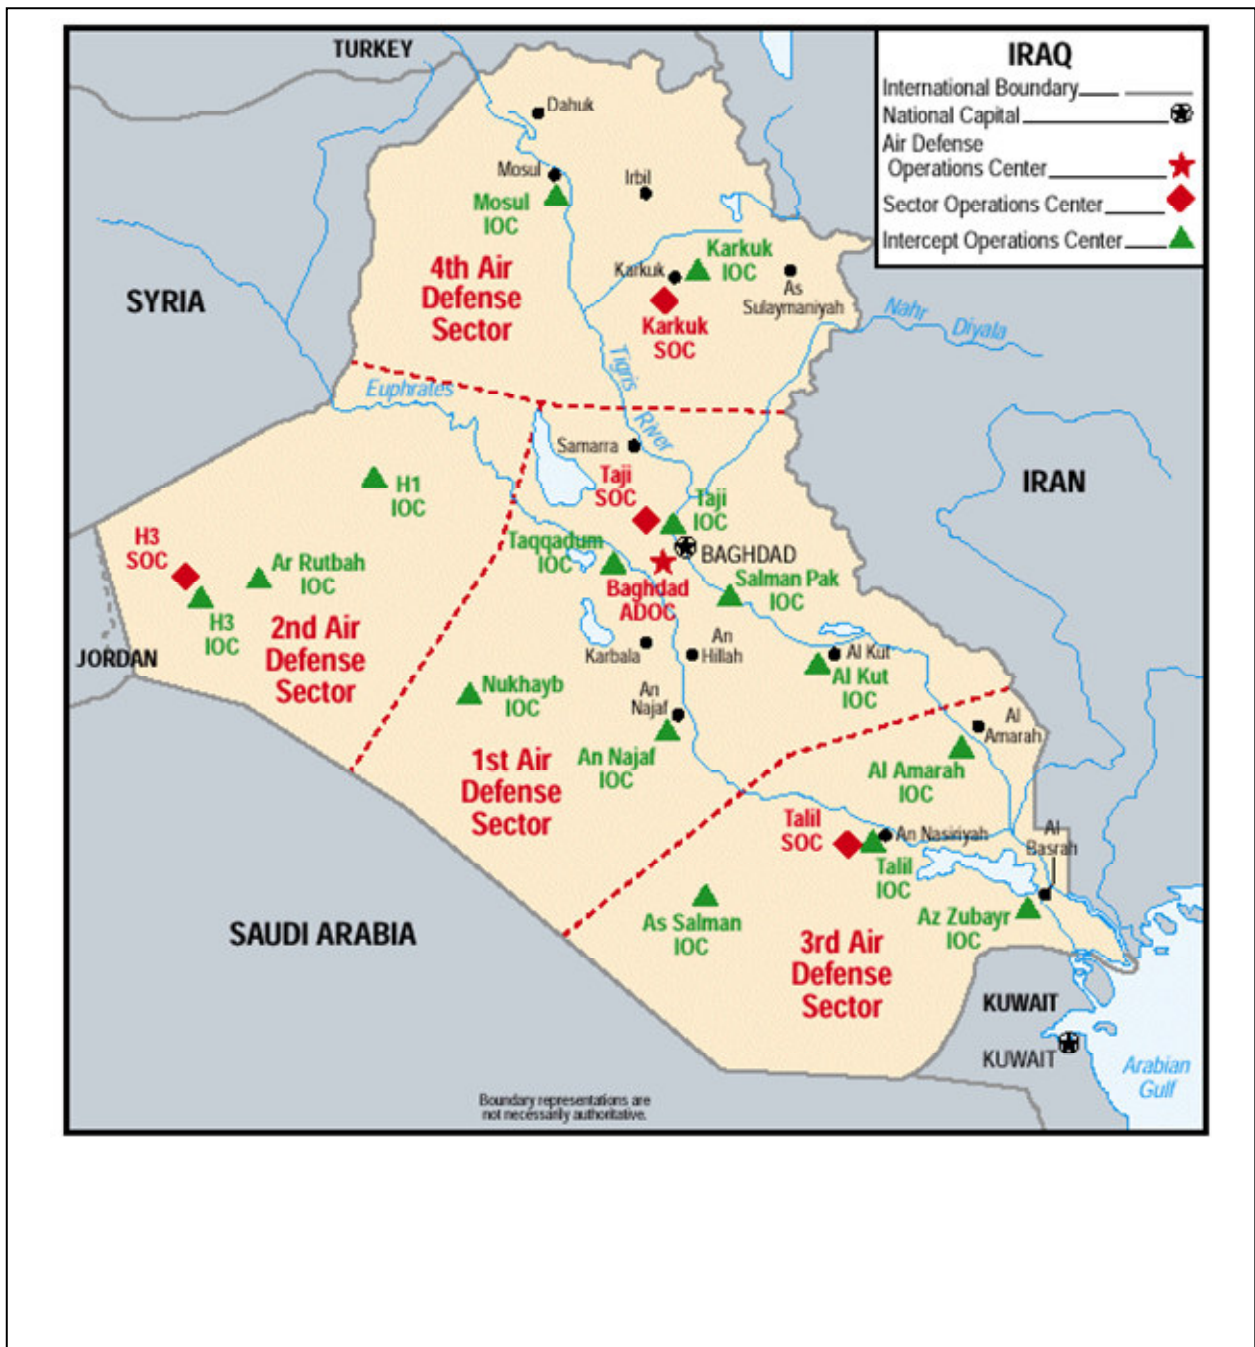 TURKEY
IRAQ
International Boundary
National Capital
Air Defense
Operations Center
Sector Operations Center
Intercept Operations Center
Dahuk
Mosul
Irbil
Mosul
IOC
Karkuk
IOC
Karkuk
As
Sulaymaniyah
4th Air
Defense
Sector
Karkuk
SOC
SYRIA
Nahr Diyala
Tigris
River
Euphrates
Samarra
Taji
SOC
Taji
IOC
IRAN
H1
IOC
H3
SOC
Ar Rutbah
IOC
Taqqadum
IOC
BAGHDAD
Baghdad
ADOC
Salman Pak
IOC
H3
IOC
2nd Air
Defense
Sector
JORDAN
Karbala
An
Hillah
Al Kut
Al Kut
IOC
Nukhayb
IOC
An
Najaf
An Najaf
IOC
Al
Amarah
Al Amarah
IOC
1st Air
Defense
Sector
Talil
SOC
An Nasiriyah
Talil
IOC
Al
Basrah
As Salman
IOC
Az Zubayr
IOC
SAUDI ARABIA
3rd Air
Defense
Sector
KUWAIT
KUWAIT
Arabian
Gulf
Boundary representations are
not necessarily authoritative.